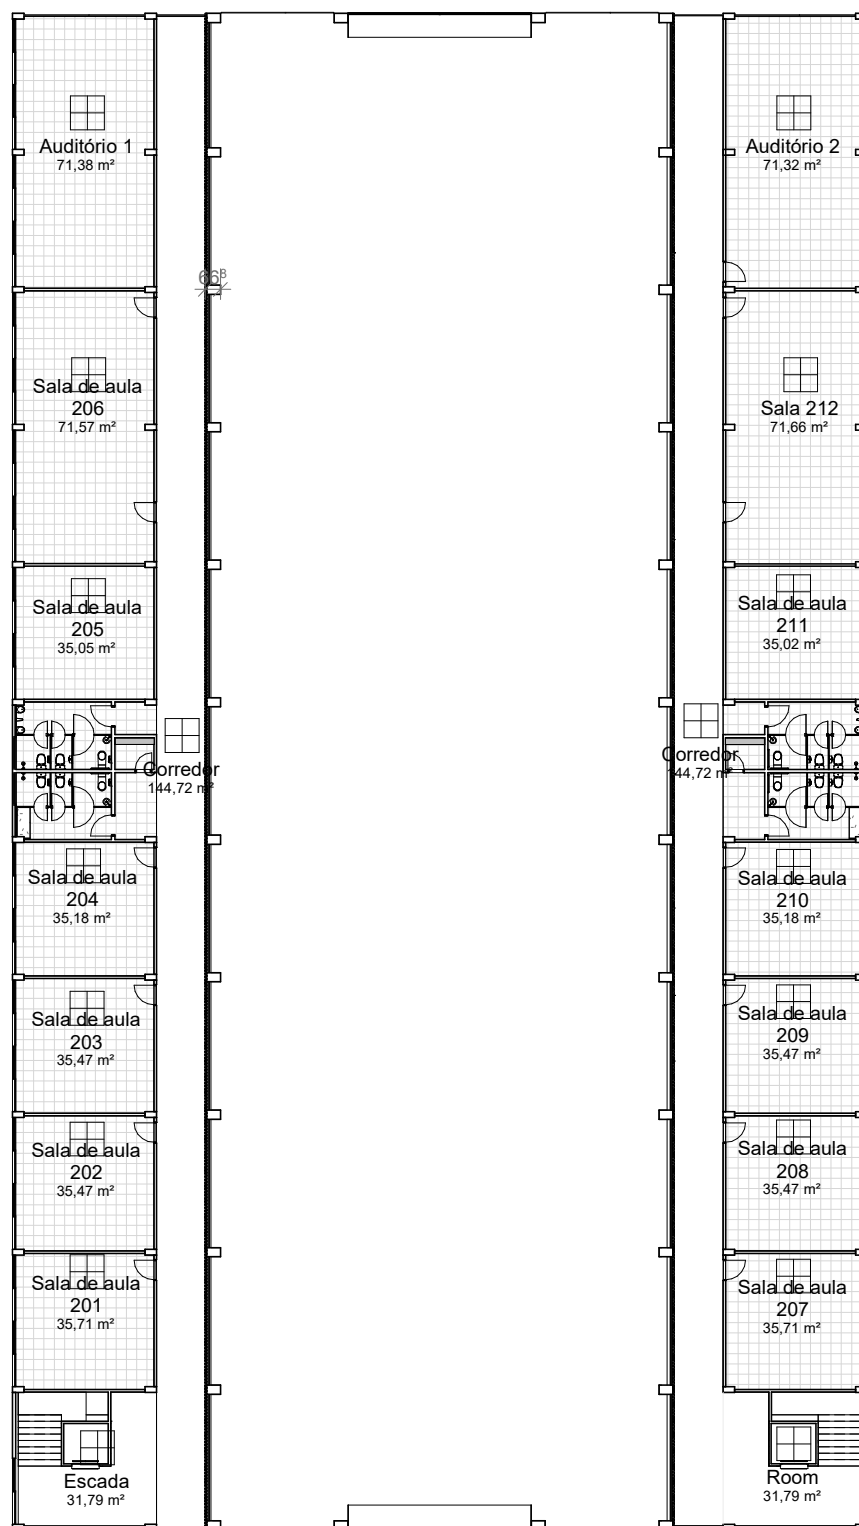 Auditório 1
71,38 m²
Auditório 2
71,32 m²
66⁸
Sala de aula
206
71,57 m²
Sala 212
71,66 m²
Sala de aula
205
35,05 m²
Sala de aula
211
35,02 m²
Corredor
144,72 m²
Corredor
144,72 m²
Sala de aula
204
35,18 m²
Sala de aula
210
35,18 m²
Sala de aula
203
35,47 m²
Sala de aula
209
35,47 m²
Sala de aula
202
35,47 m²
Sala de aula
208
35,47 m²
Sala de aula
201
35,71 m²
Sala de aula
207
35,71 m²
Escada
31,79 m²
Room
31,79 m²